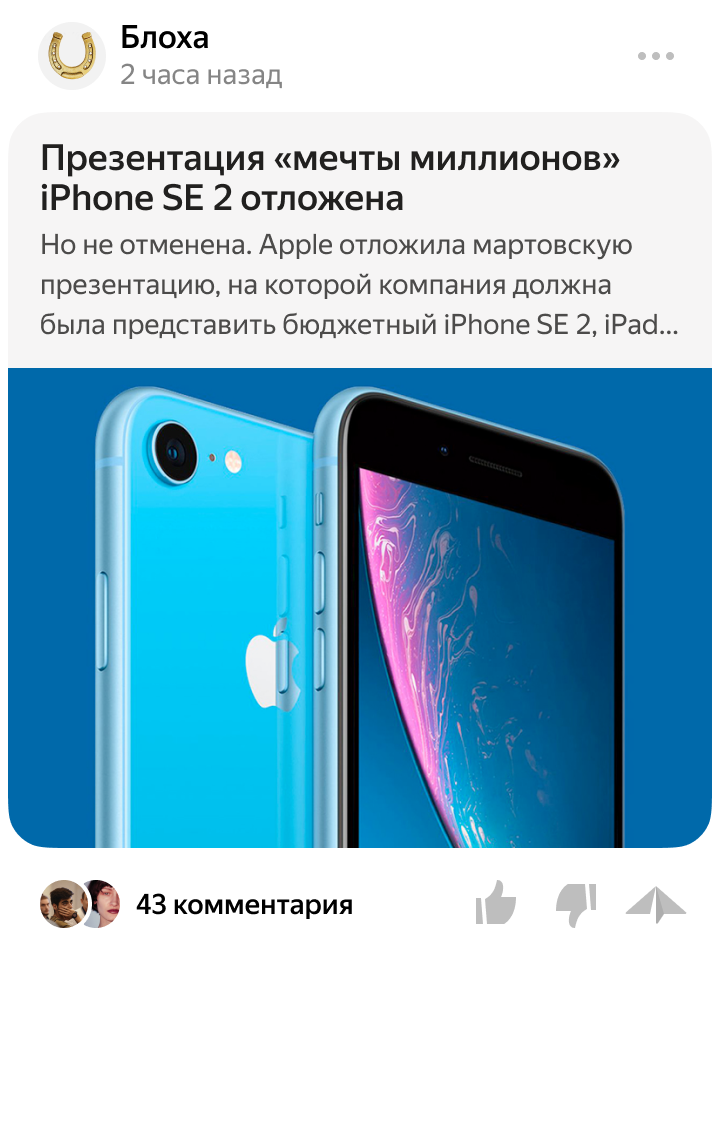 Блоха
2 часа назад
Презентация «мечты миллионов»
iPhone SE 2 отложена
Но не отменена. Apple отложила мартовскую
презентацию, на которой компания должна
была представить бюджетный iPhone SE 2, iPad...
43 комментария